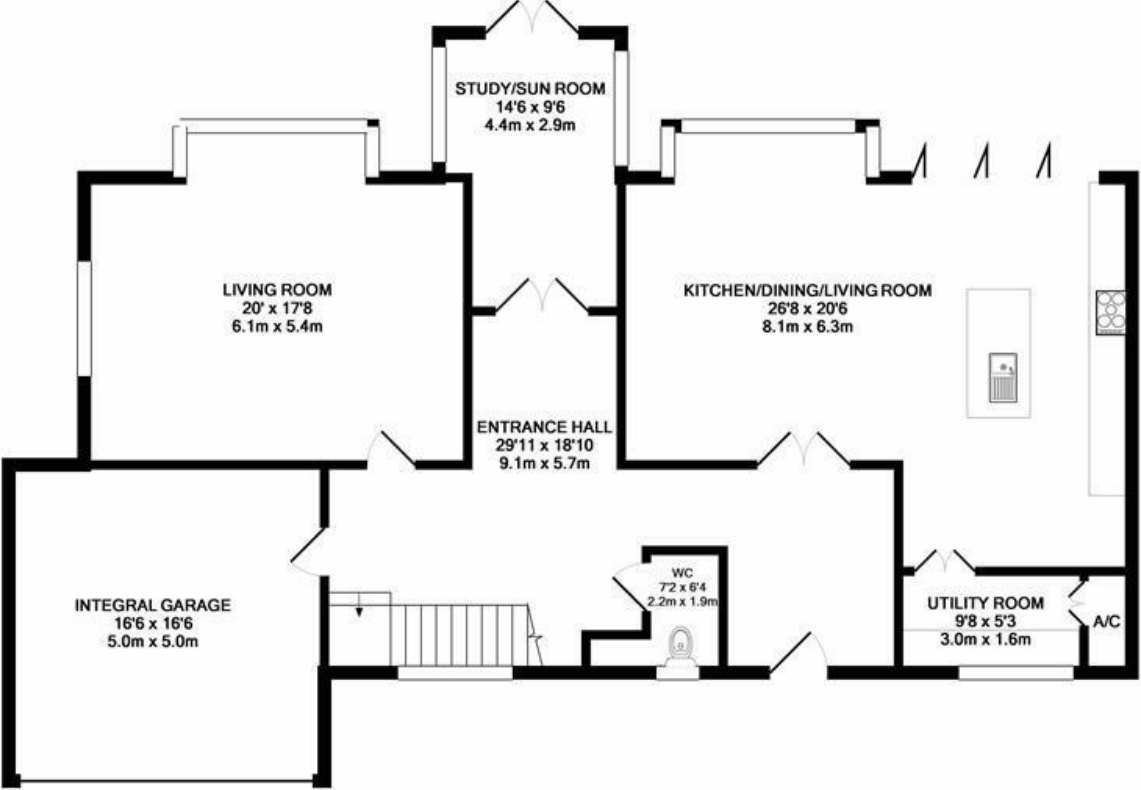 STUDY/SUN ROOM
14'6 x 9'6
4.4m x 2.9m
LIVING ROOM
20' x 17'8
6.1m x 5.4m
KITCHEN/DINING/LIVING ROOM
26'8 x 20'6
8.1m x 6.3m
ENTRANCE HALL
29'11 x 18'10
9.1m x 5.7m
INTEGRAL GARAGE
16'6 x 16'6
5.0m x 5.0m
WC
7'2 x 6'4
2.2m x 1.9m
UTILITY ROOM
9'8 x 5'3
3.0m x 1.6m
A/C